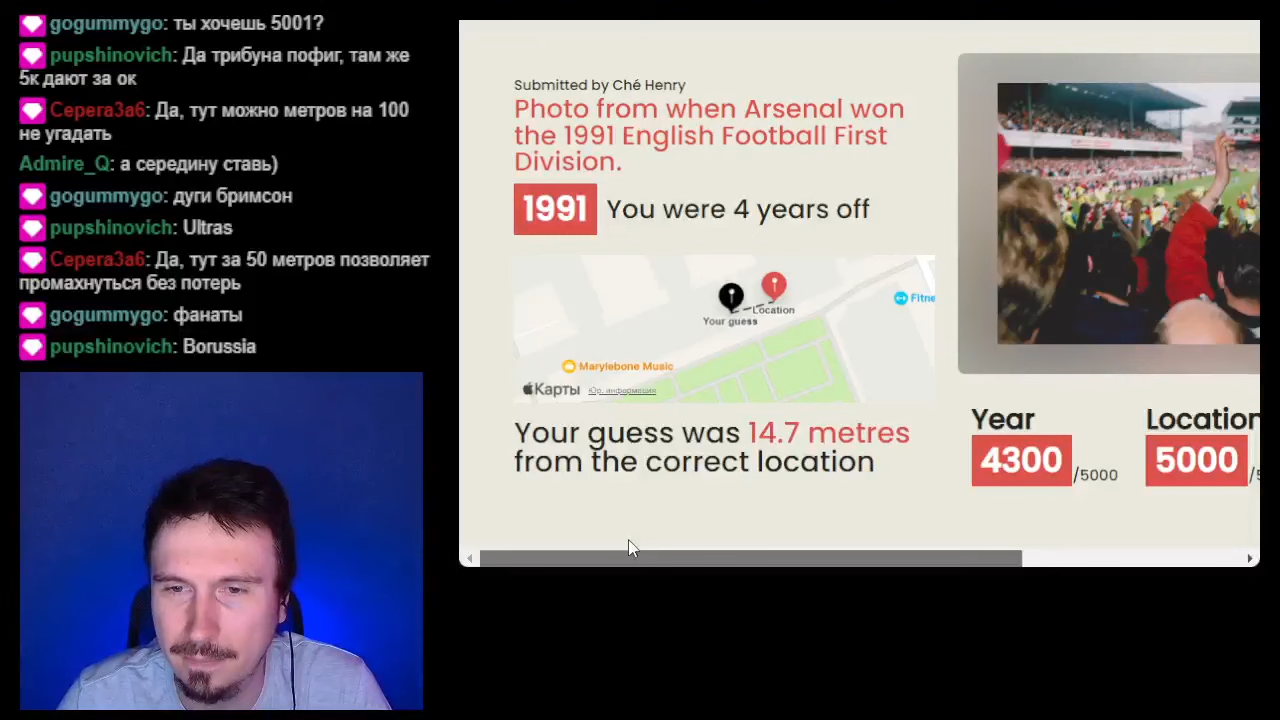 gogummygo: ты хочешь 5001?
pupshinovich: Да трибуна пофиг, там же
5к дают за ок
Серега3а6: Да, тут можно метров на 100
не угадать
Admire_Q: а середину ставь)
gogummygo: дуги бримсон
pupshinovich: Ultras
Серега3а6: Да, тут за 50 метров позволяет
промахнуться без потерь
gogummygo: фанаты
pupshinovich: Borussia
Submitted by Ché Henry
Photo from when Arsenal won
the 1991 English Football First
Division.
1991 You were 4 years off
Your guess
Location
Fitne
Marylebone Music
Карты Юр. информация
Your guess was 14.7 metres
from the correct location
Year
4300 /5000
Location
5000 /5